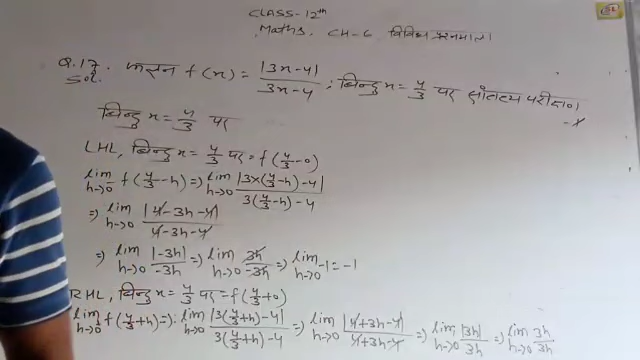 CLASS-12th
Maths. CH-6 विविध प्रश्नमाला
Q.17. फलन f(x) = |3x-4| / 3x-4 ; बिन्दु x = 4/3 पर सांतत्य परीक्षण।
Sol.
बिन्दु x = 4/3 पर
LHL, बिन्दु x = 4/3 पर = f(4/3-0)
lim h→0 f(4/3-h) => lim h→0 |3×(4/3-h)-4| / 3(4/3-h)-4
=> lim h→0 |4-3h-4| / 4-3h-4
=> lim h→0 |-3h| / -3h => lim h→0 3h / -3h => lim h→0 -1 = -1
RHL, बिन्दु x = 4/3 पर = f(4/3+0)
lim h→0 f(4/3+h) => lim h→0 |3(4/3+h)-4| / 3(4/3+h)-4 => lim h→0 |4+3h-4| / 4+3h-4 => lim h→0 |3h| / 3h => lim h→0 3h / 3h